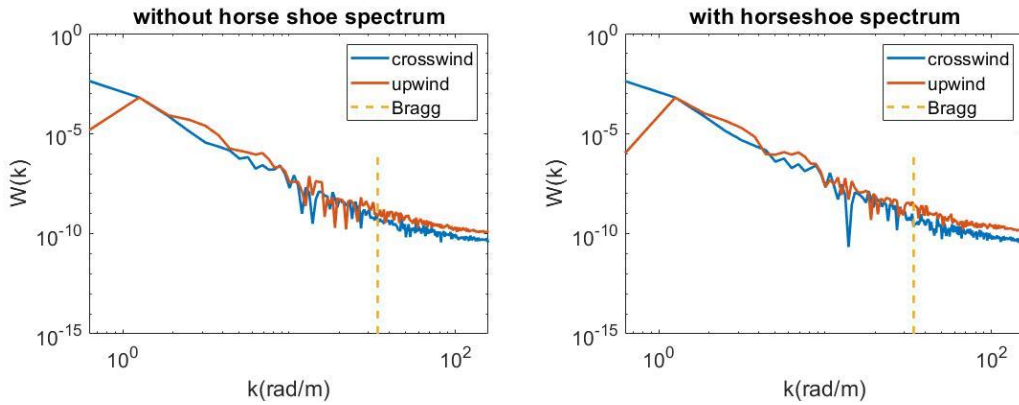 without horse shoe spectrum
10^0
10^-5
10^-10
10^-15
W(k)
crosswind
upwind
Bragg
10^0
10^2
k(rad/m)
with horseshoe spectrum
10^0
10^-5
10^-10
10^-15
W(k)
crosswind
upwind
Bragg
10^0
10^2
k(rad/m)